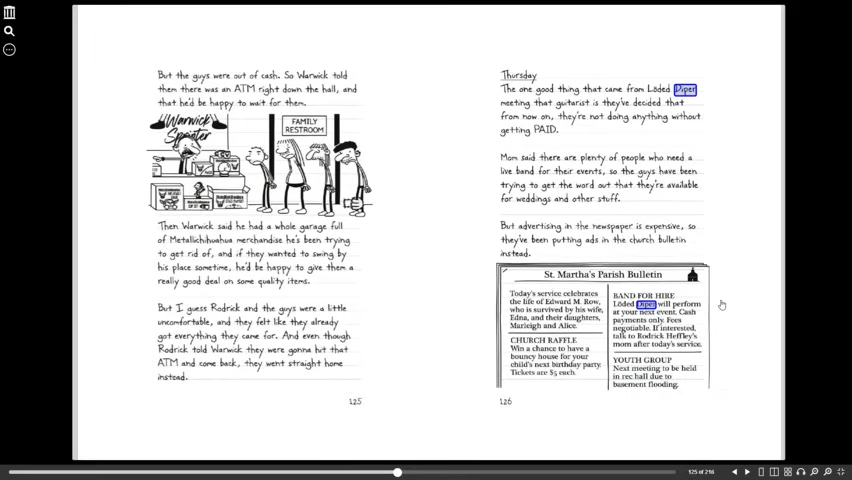 But the guys were out of cash. So Warwick told
them there was an ATM right down the hall, and
that he'd be happy to wait for them.
Warwick
Spouter
FAMILY
RESTROOM
Then Warwick said he had a whole garage full
of Metallichihuahua merchandise he's been trying
to get rid of, and if they wanted to swing by
his place sometime, he'd be happy to give them a
really good deal on some quality items.
But I guess Rodrick and the guys were a little
uncomfortable, and they felt like they already
got everything they came for. And even though
Rodrick told Warwick they were gonna hit that
ATM and come back, they went straight home
instead.
125
Thursday
The one good thing that came from Löded Diper
meeting that guitarist is they've decided that
from now on, they're not doing anything without
getting PAID.
Mom said there are plenty of people who need a
live band for their events, so the guys have been
trying to get the word out that they're available
for weddings and other stuff.
But advertising in the newspaper is expensive, so
they've been putting ads in the church bulletin
instead.
St. Martha's Parish Bulletin
Today's service celebrates
the life of Edward M. Row,
who is survived by his wife,
Edna, and their daughters,
Marleigh and Alice.
CHURCH RAFFLE
Win a chance to have a
bouncy house for your
child's next birthday party.
Tickets are $5 each.
BAND FOR HIRE
Löded Diper will perform
at your next event. Cash
payments only. Fees
negotiable. If interested,
talk to Rodrick Heffley's
mom after today's service.
YOUTH GROUP
Next meeting to be held
in rec hall due to
basement flooding.
126
125 of 216